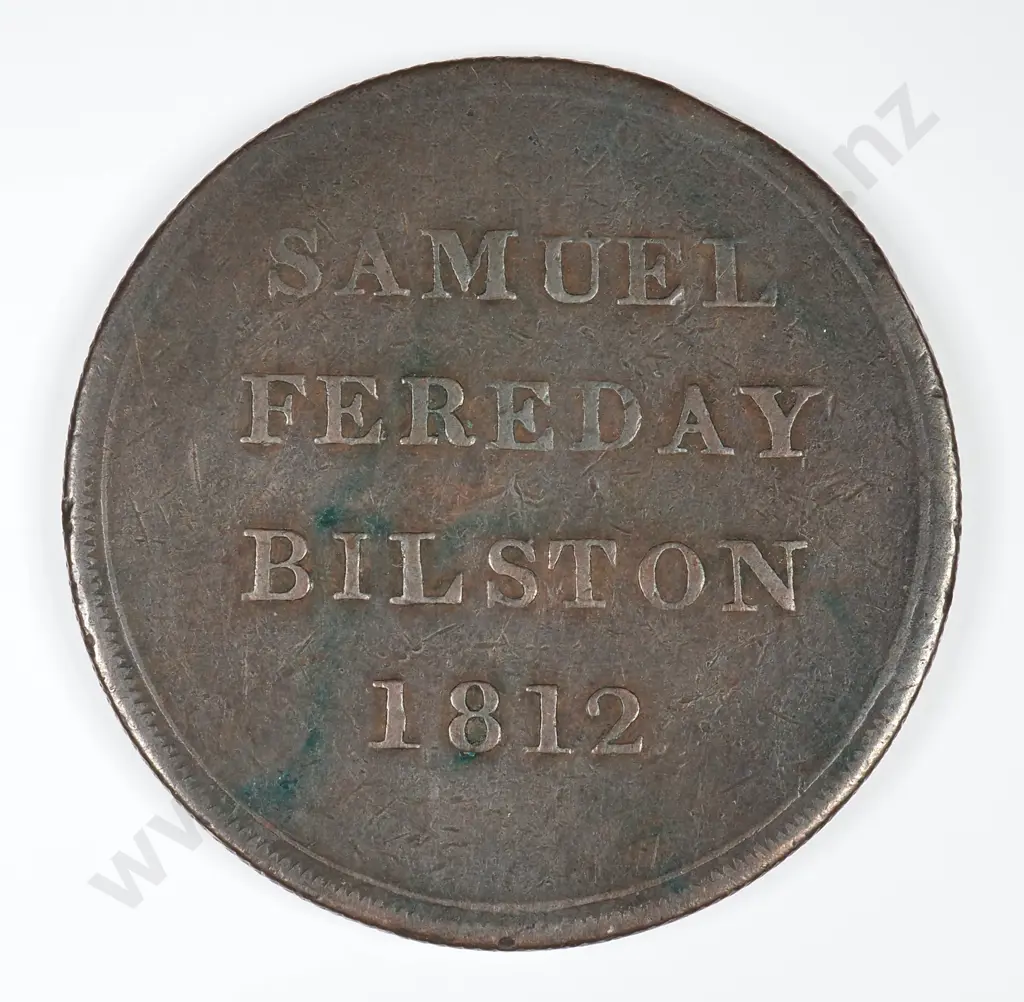 SAMUEL
FEREDAY
BILSTON
1812